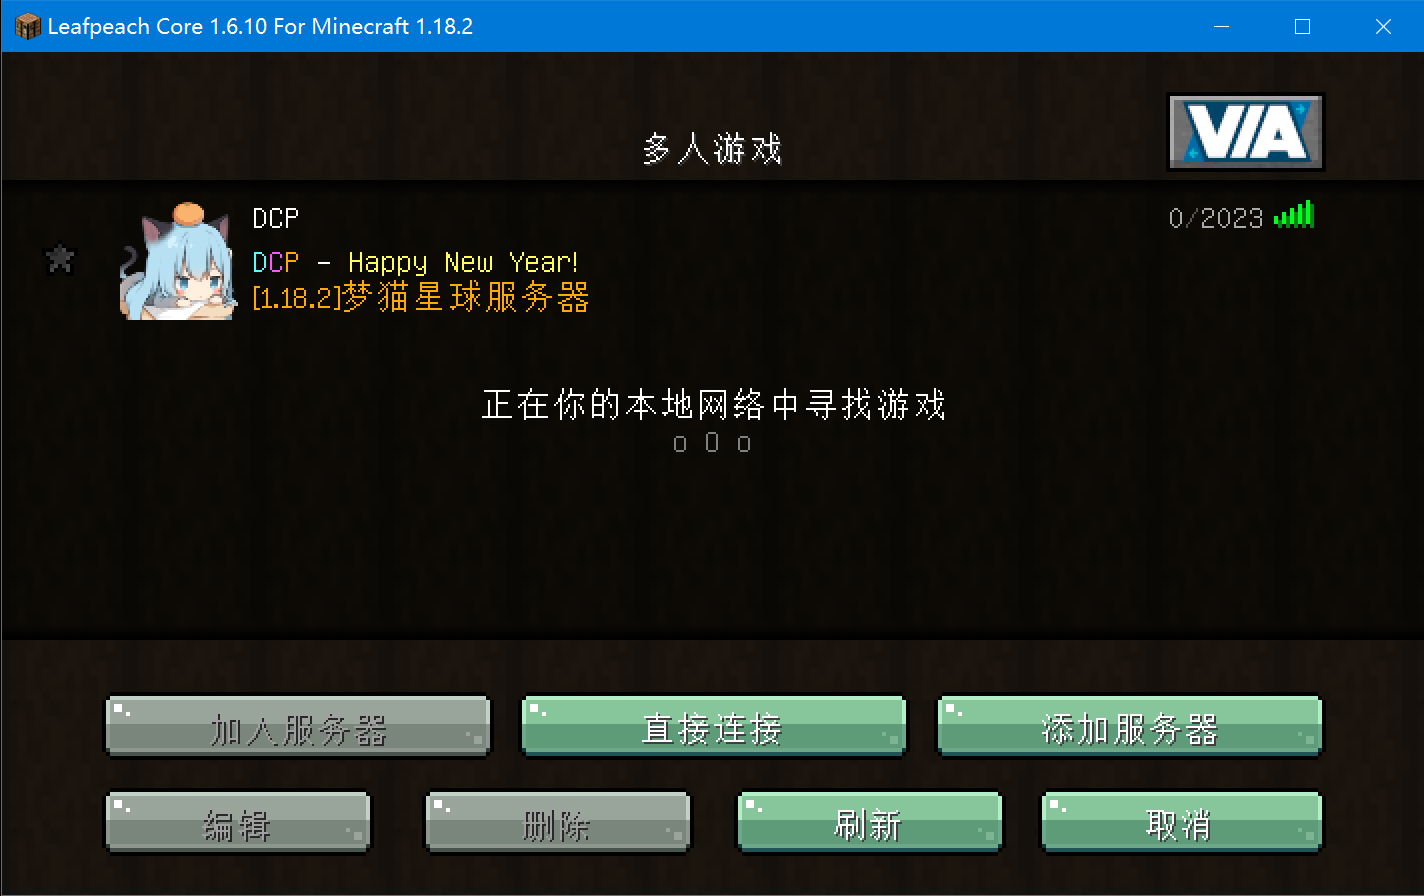 Leafpeach Core 1.6.10 For Minecraft 1.18.2
多人游戏
VIA
DCP
0/2023
DCP - Happy New Year!
[1.18.2]梦猫星球服务器
正在你的本地网络中寻找游戏
o O o
加入服务器
直接连接
添加服务器
编辑
删除
刷新
取消